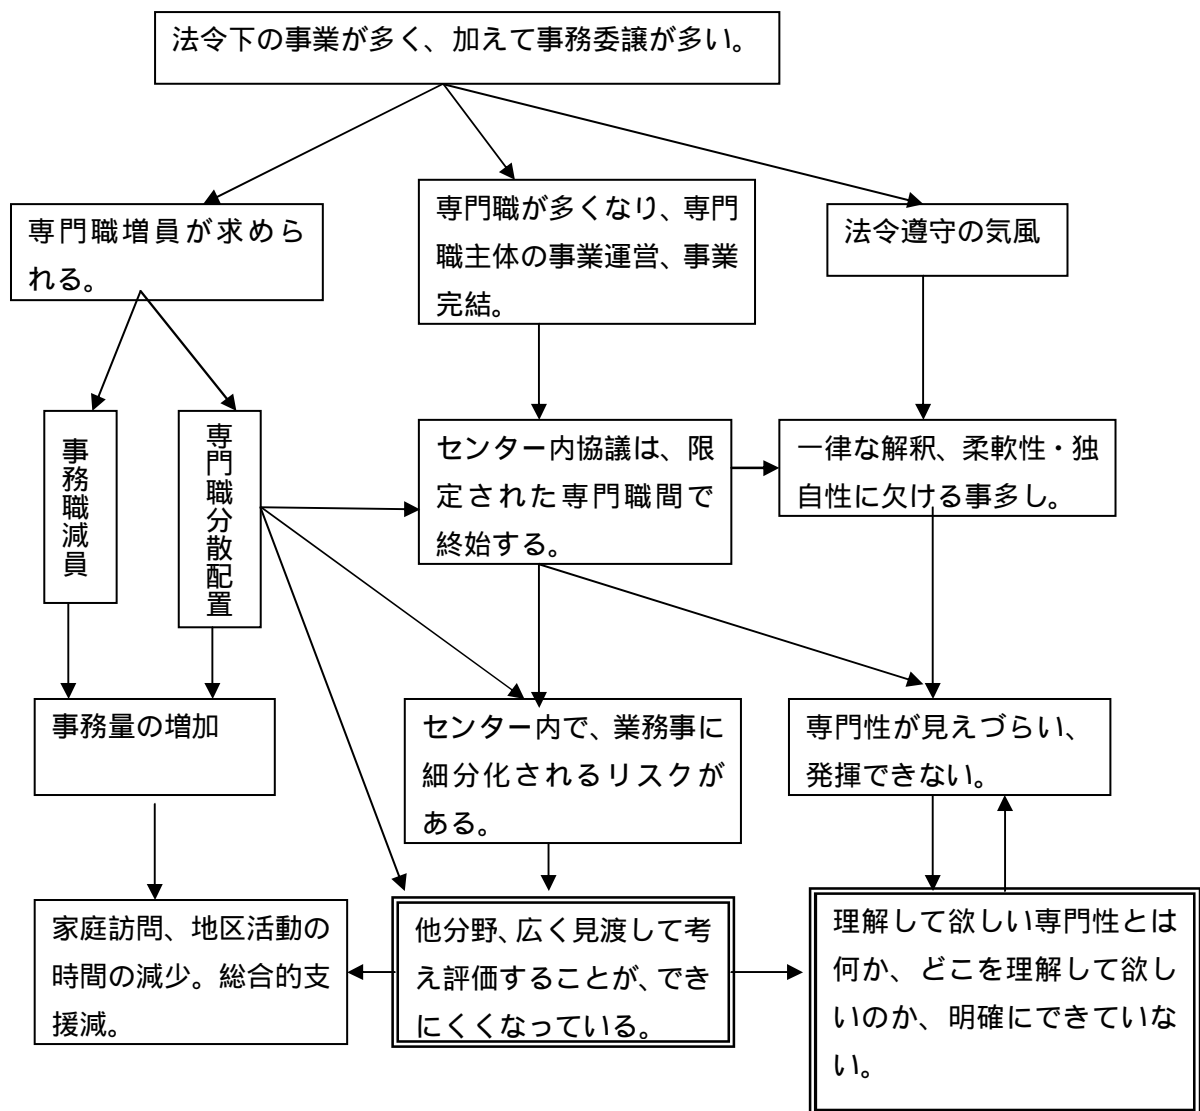 法令下の事業が多く、加えて事務委譲が多い。
専門職増員が求めら
れる。
専門職が多くなり、専門
職主体の事業運営、事業
完結。
法令遵守の気風
事務職減員
専門職分散配置
センター内協議は、限
定された専門職間で
終始する。
一律な解釈、柔軟性・独
自性に欠ける事多し。
事務量の増加
センター内で、業務事に
細分化されるリスクが
ある。
専門性が見えづらい、
発揮できない。
家庭訪問、地区活動の
時間の減少。総合的支
援減。
他分野、広く見渡して考
え評価することが、でき
にくくなっている。
理解して欲しい専門性とは
何か、どこを理解して欲し
いのか、明確にできていな
い。